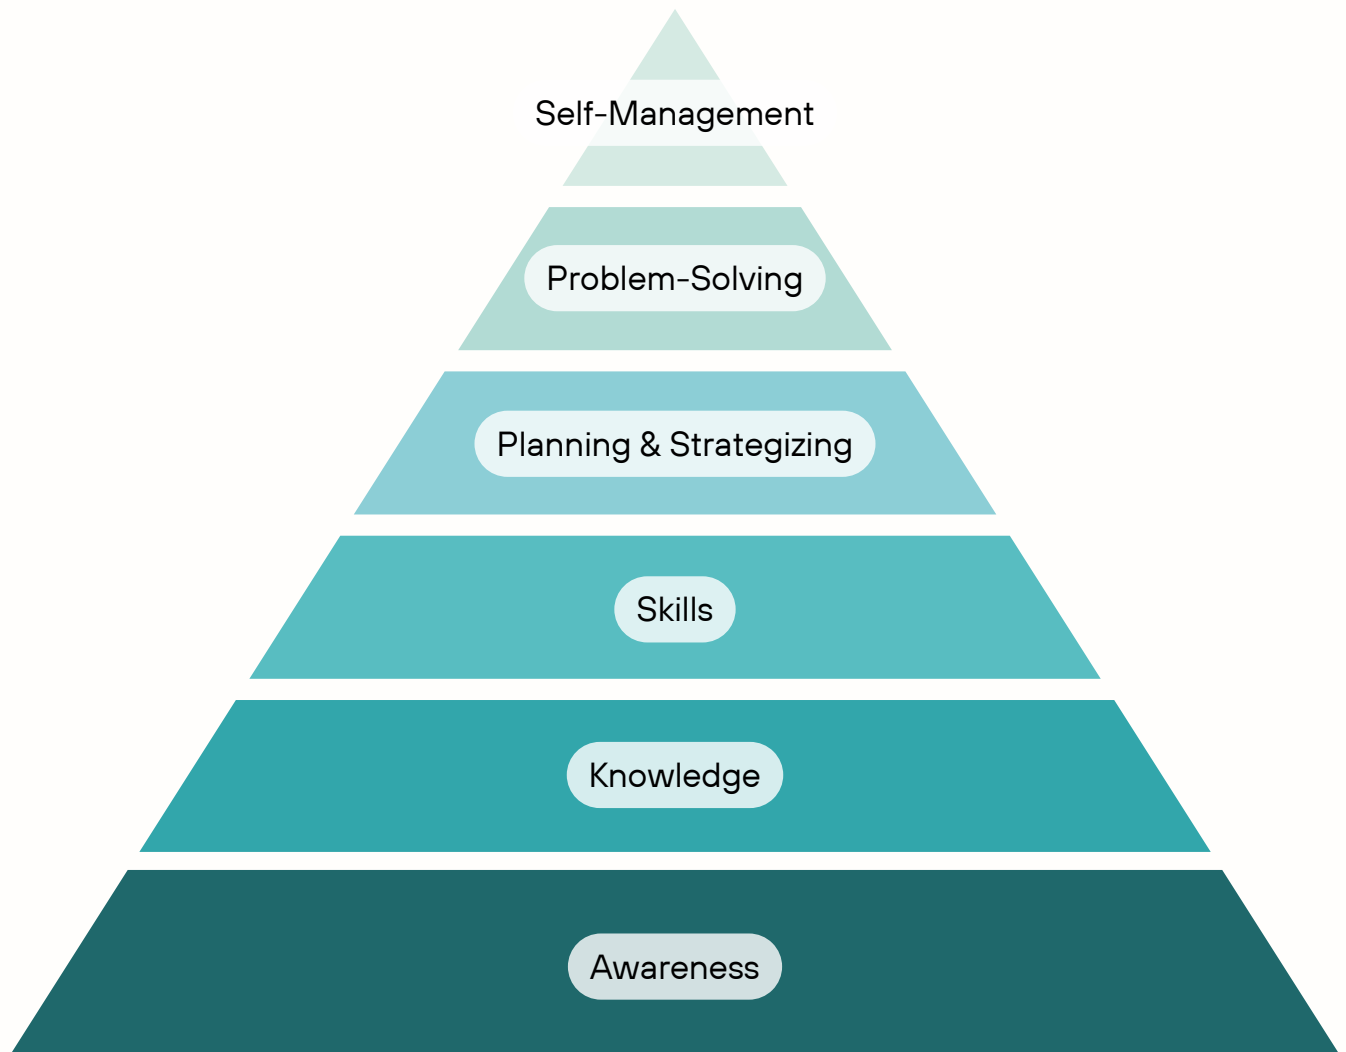 Self-Management
Problem-Solving
Planning & Strategizing
Skills
Knowledge
Awareness